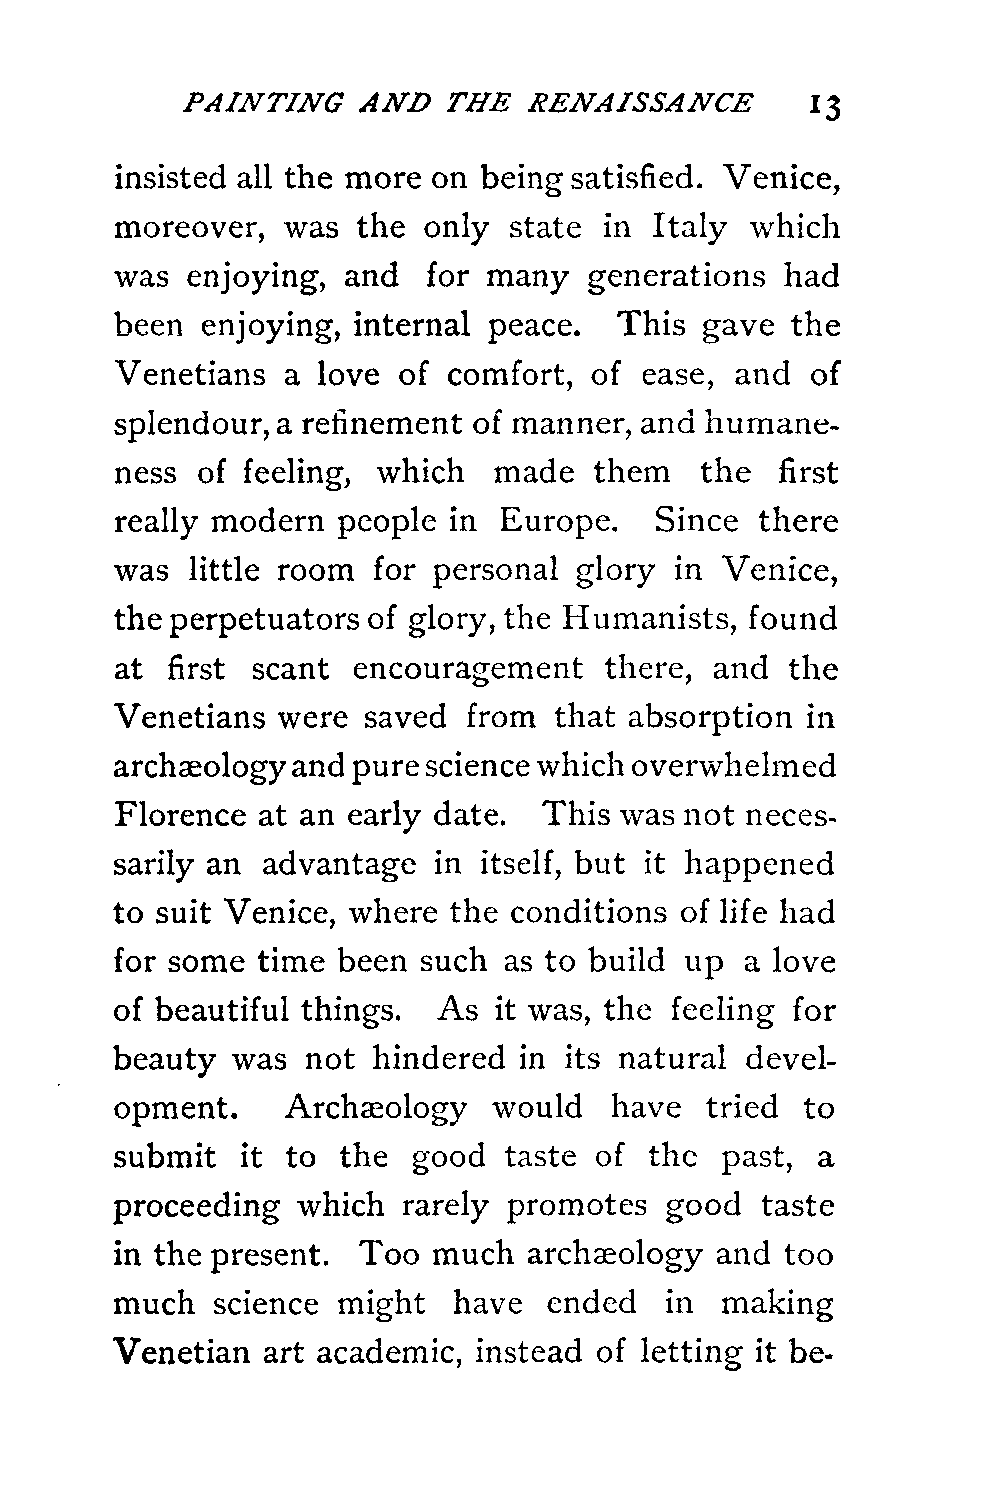 PAINTING AND THE RENAISSANCE 13
insisted all the more on being satisfied. Venice,
moreover, was the only state in Italy which
was enjoying, and for many generations had
been enjoying, internal peace. This gave the
Venetians a love of comfort, of ease, and of
splendour, a refinement of manner, and humane-
ness of feeling, which made them the first
really modern people in Europe. Since there
was little room for personal glory in Venice,
the perpetuators of glory, the Humanists, found
at first scant encouragement there, and the
Venetians were saved from that absorption in
archæology and pure science which overwhelmed
Florence at an early date. This was not neces-
sarily an advantage in itself, but it happened
to suit Venice, where the conditions of life had
for some time been such as to build up a love
of beautiful things. As it was, the feeling for
beauty was not hindered in its natural devel-
opment. Archæology would have tried to
submit it to the good taste of the past, a
proceeding which rarely promotes good taste
in the present. Too much archæology and too
much science might have ended in making
Venetian art academic, instead of letting it be-